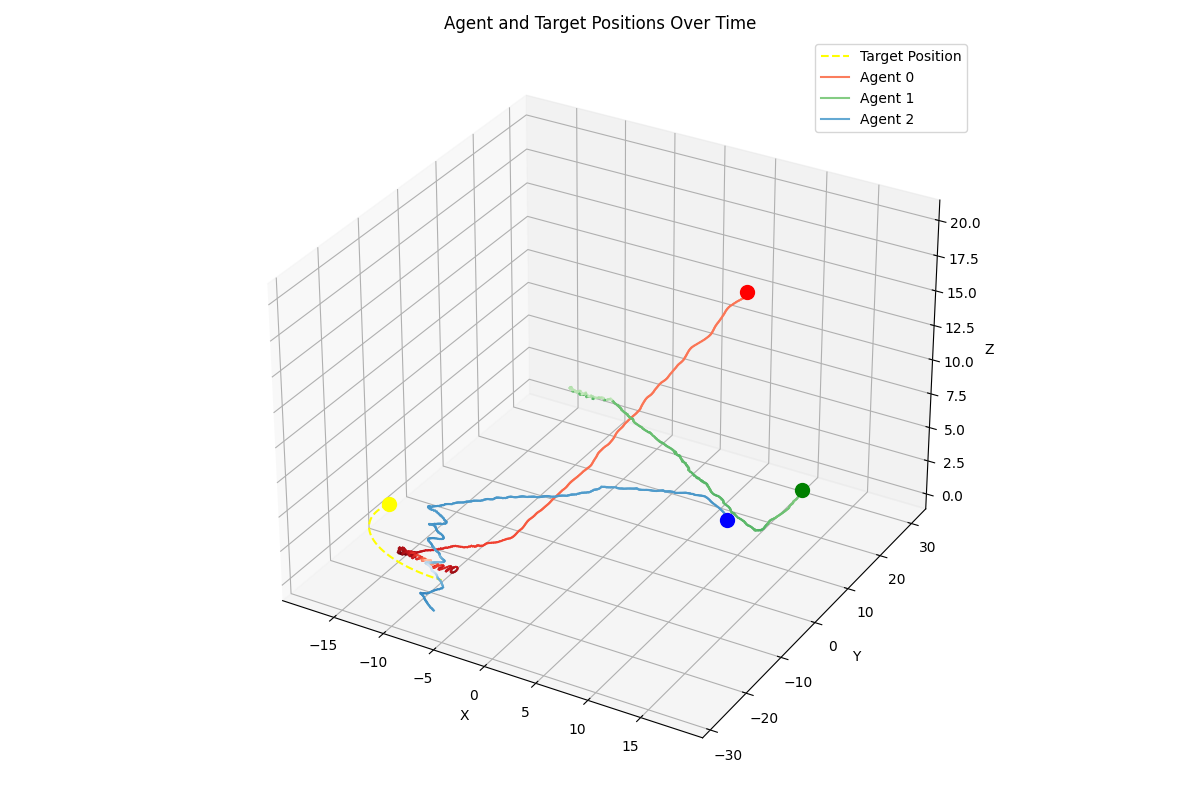 Agent and Target Positions Over Time
Target Position
Agent 0
Agent 1
Agent 2
20.0
17.5
15.0
12.5
10.0
7.5
5.0
2.5
0.0
Z
30
20
10
0
−10
−20
−30
Y
−15
−10
−5
0
5
10
15
X